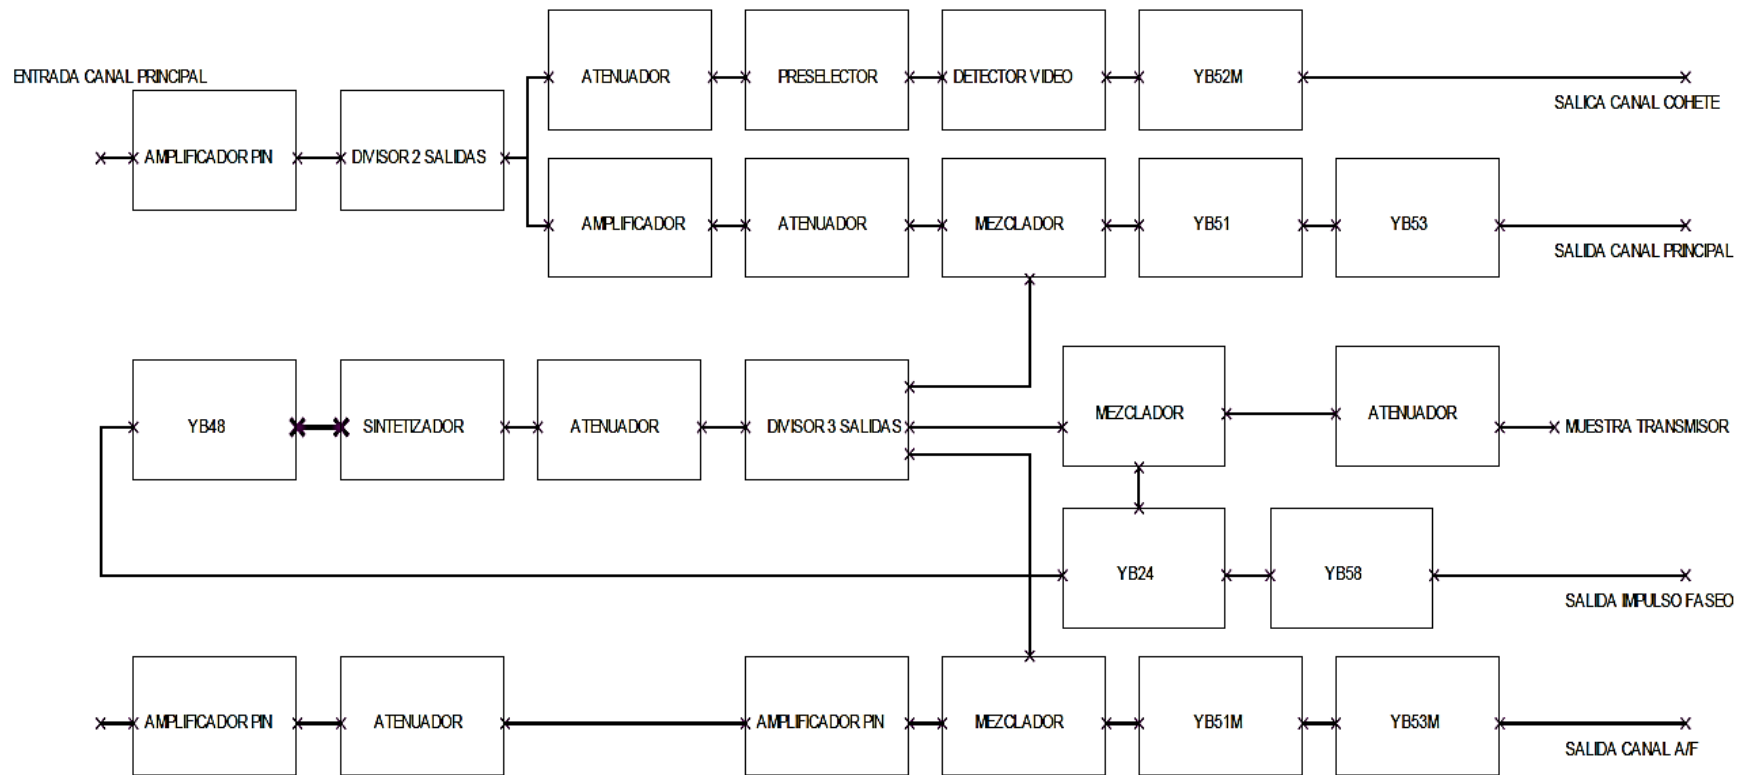 ATENUADOR
PRESELECTOR
DETECTOR VIDEO
YB52M
ENTRADA CANAL PRINCIPAL
SALICA CANAL COHETE
AMPLIFICADOR PIN
DIVISOR 2 SALIDAS
AMPLIFICADOR
ATENUADOR
MEZCLADOR
YB51
YB53
SALIDA CANAL PRINCIPAL
YB48
SINTETIZADOR
ATENUADOR
DIVISOR 3 SALIDAS
MEZCLADOR
ATENUADOR
MUESTRA TRANSMISOR
YB24
YB58
SALIDA IMPULSO FASEO
AMPLIFICADOR PIN
ATENUADOR
AMPLIFICADOR PIN
MEZCLADOR
YB51M
YB53M
SALIDA CANAL A/F